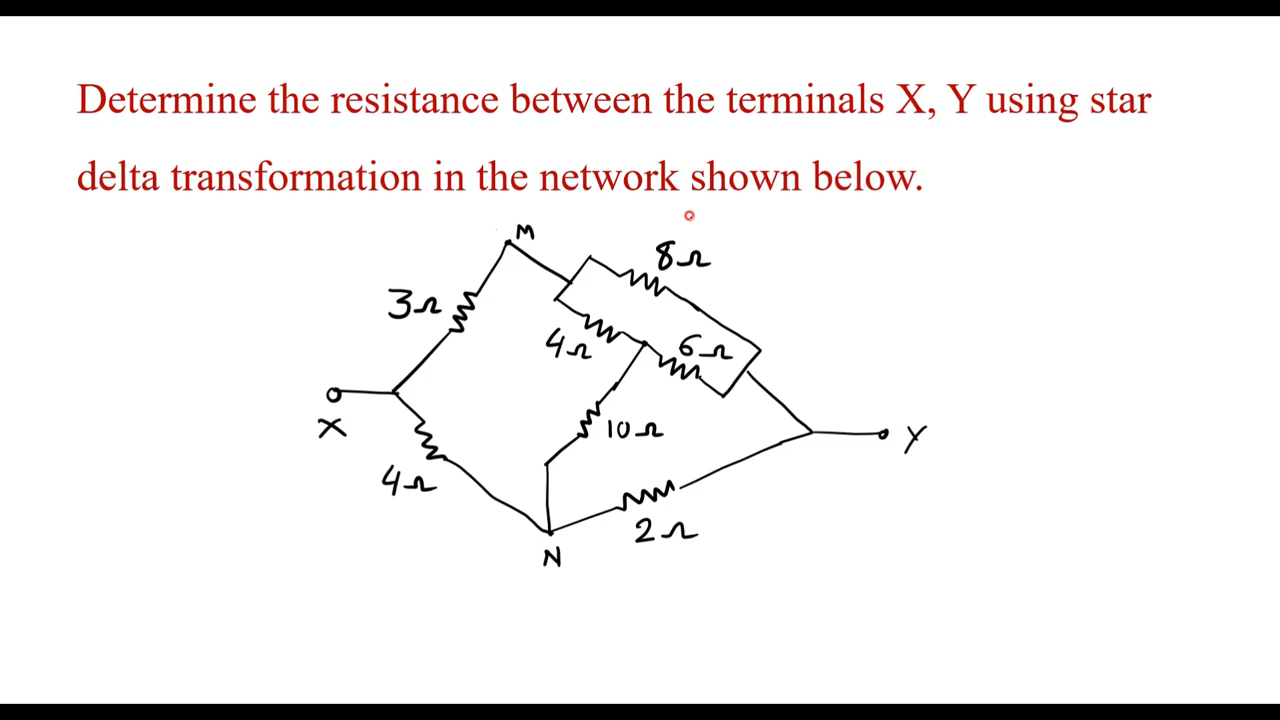 Determine the resistance between the terminals X, Y using star
delta transformation in the network shown below.
M
8Ω
3Ω
4Ω
6Ω
X
10Ω
Y
4Ω
2Ω
N